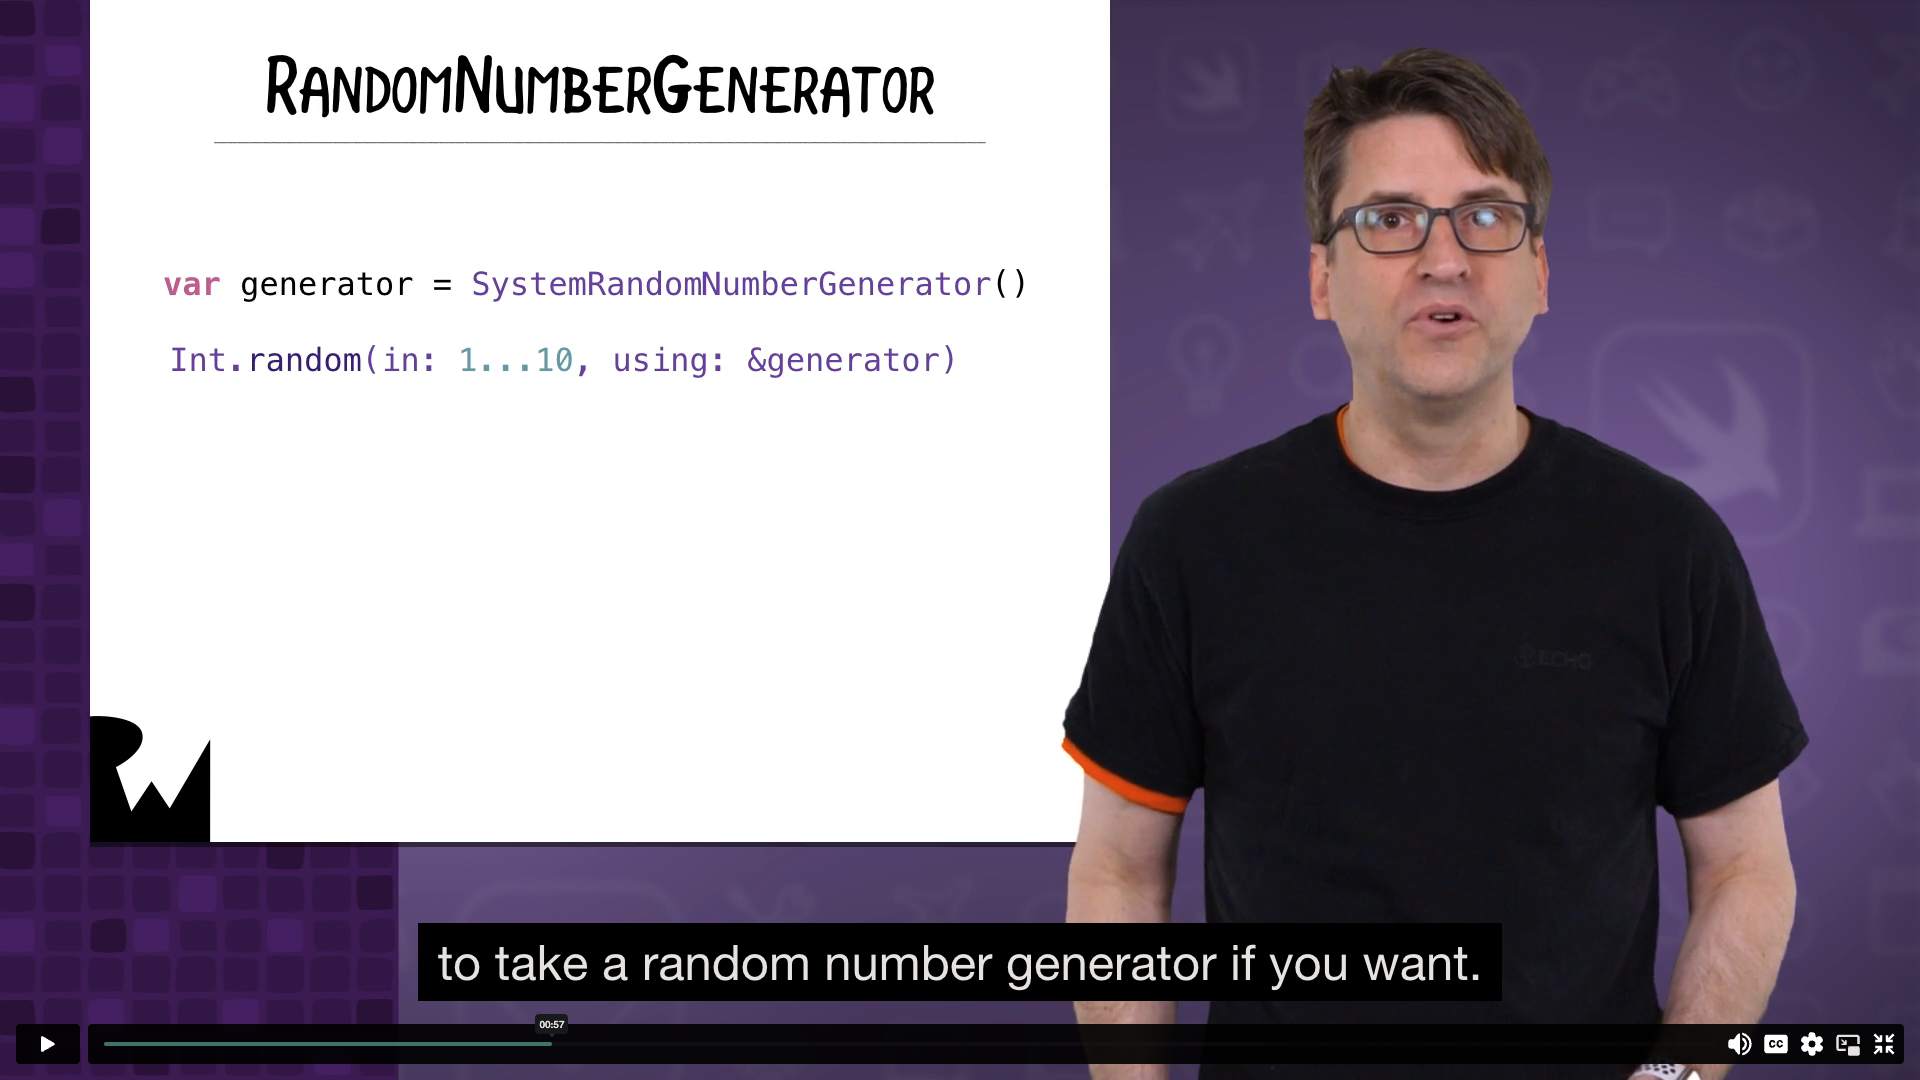 RANDOMNUMBERGENERATOR
var generator = SystemRandomNumberGenerator()
Int.random(in: 1...10, using: &generator)
RW
ECHO
to take a random number generator if you want.
00:57
CC